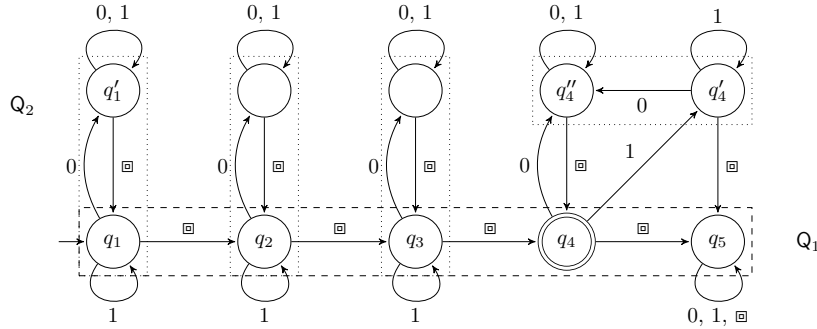 0, 1 0, 1 0, 1 0, 1 1
q′₁ q″₄ q′₄
Q₂ 0
0 ⌻ 0 ⌻ 0 ⌻ 0 ⌻ 1 ⌻
⌻ ⌻ ⌻ ⌻
q₁ q₂ q₃ q₄ q₅ Q₁
1 1 1 0, 1, ⌻